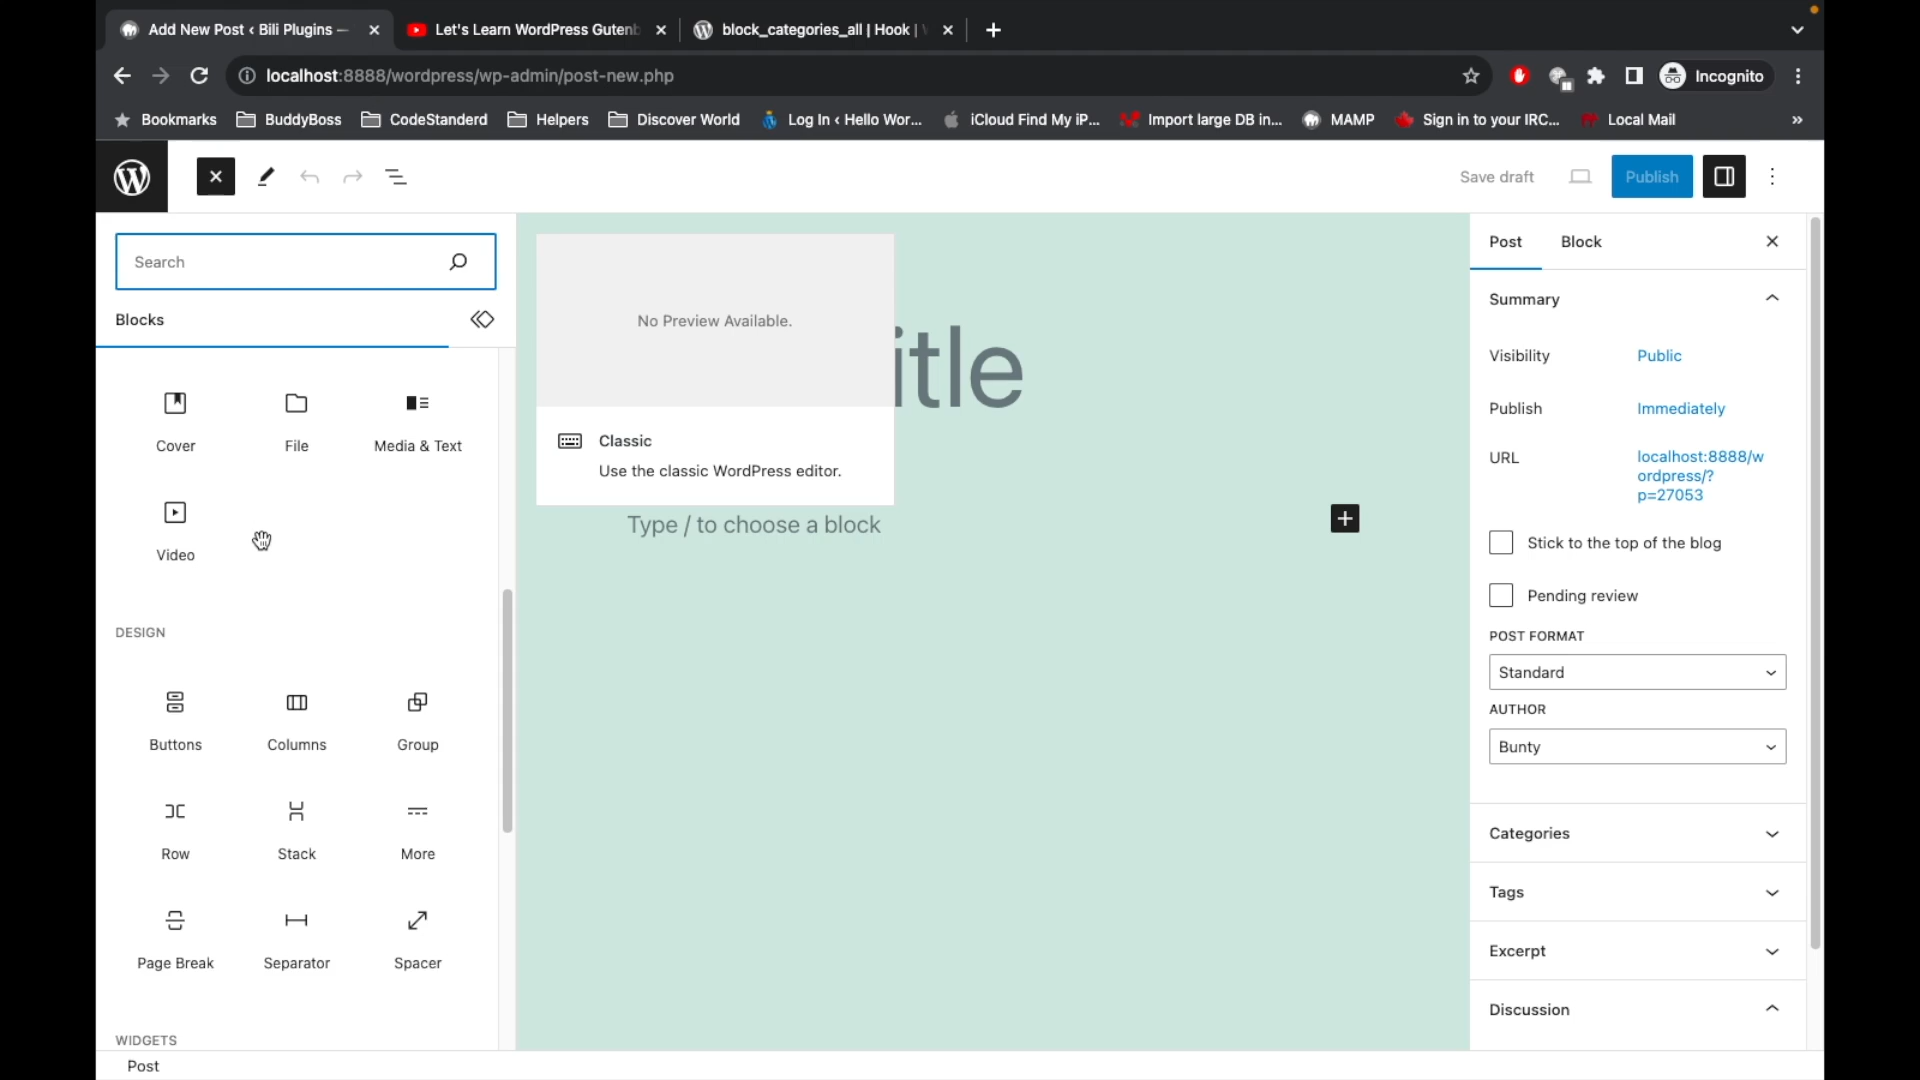 Add New Post ‹ Bili Plugins —
Let's Learn WordPress Gutenb
block_categories_all | Hook |
localhost:8888/wordpress/wp-admin/post-new.php
Incognito
Bookmarks
BuddyBoss
CodeStanderd
Helpers
Discover World
Log In ‹ Hello Wor...
iCloud Find My iP...
Import large DB in...
MAMP
Sign in to your IRC...
Local Mail
»
Save draft
Publish
Search
Blocks
Cover
File
Media & Text
Video
DESIGN
Buttons
Columns
Group
Row
Stack
More
Page Break
Separator
Spacer
WIDGETS
Post
No Preview Available.
itle
Classic
Use the classic WordPress editor.
Type / to choose a block
Post
Block
Summary
Visibility
Public
Publish
Immediately
URL
localhost:8888/w
ordpress/?
p=27053
Stick to the top of the blog
Pending review
POST FORMAT
Standard
AUTHOR
Bunty
Categories
Tags
Excerpt
Discussion